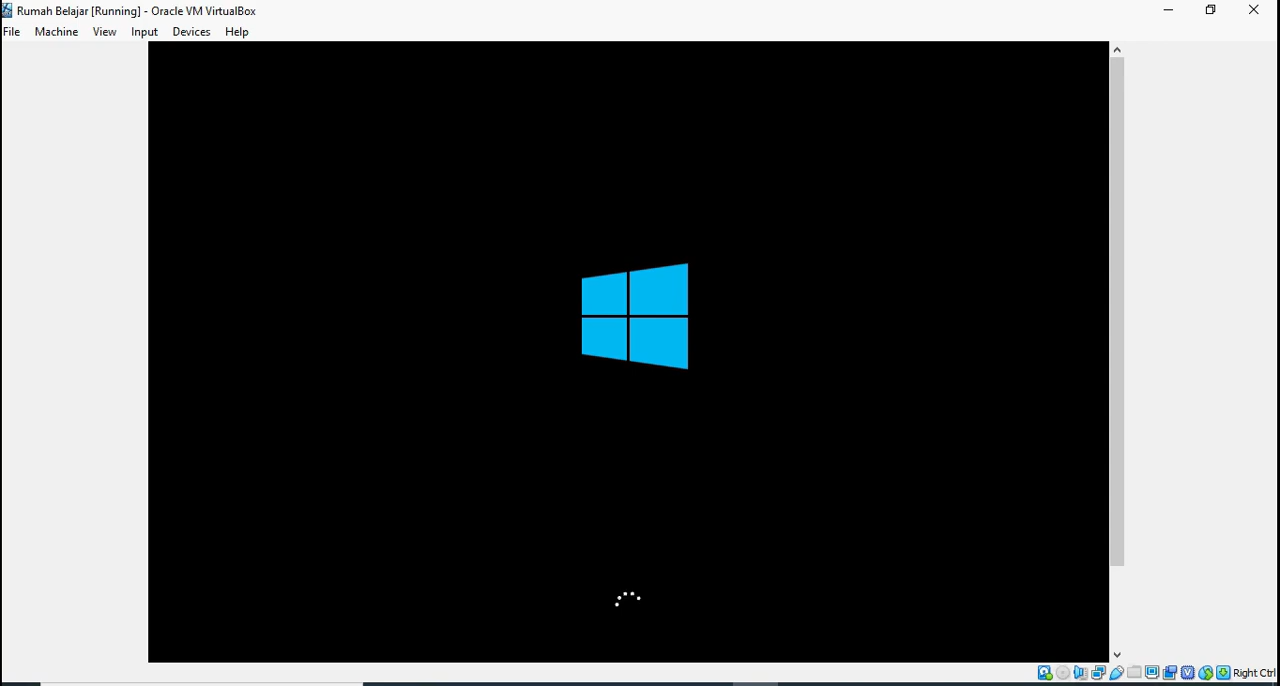 Rumah Belajar [Running] - Oracle VM VirtualBox
File Machine View Input Devices Help
Right Ctrl